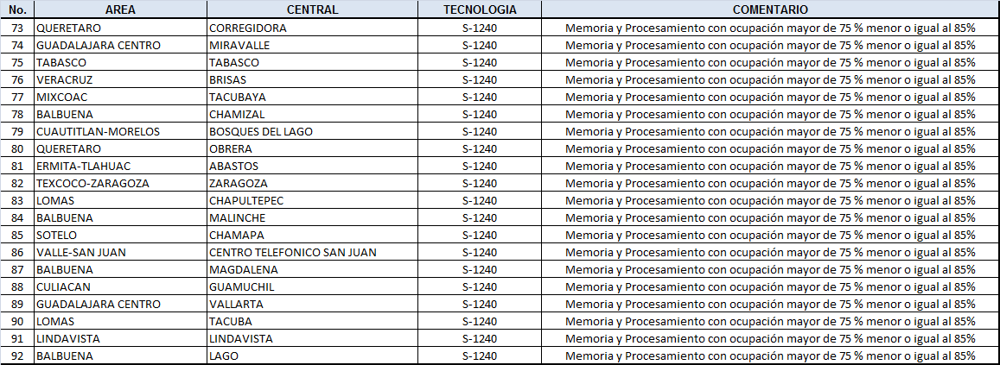 No. AREA CENTRAL TECNOLOGIA COMENTARIO
73 QUERETARO CORREGIDORA S-1240 Memoria y Procesamiento con ocupación mayor de 75 % menor o igual al 85%
74 GUADALAJARA CENTRO MIRAVALLE S-1240 Memoria y Procesamiento con ocupación mayor de 75 % menor o igual al 85%
75 TABASCO TABASCO S-1240 Memoria y Procesamiento con ocupación mayor de 75 % menor o igual al 85%
76 VERACRUZ BRISAS S-1240 Memoria y Procesamiento con ocupación mayor de 75 % menor o igual al 85%
77 MIXCOAC TACUBAYA S-1240 Memoria y Procesamiento con ocupación mayor de 75 % menor o igual al 85%
78 BALBUENA CHAMIZAL S-1240 Memoria y Procesamiento con ocupación mayor de 75 % menor o igual al 85%
79 CUAUTITLAN-MORELOS BOSQUES DEL LAGO S-1240 Memoria y Procesamiento con ocupación mayor de 75 % menor o igual al 85%
80 QUERETARO OBRERA S-1240 Memoria y Procesamiento con ocupación mayor de 75 % menor o igual al 85%
81 ERMITA-TLAHUAC ABASTOS S-1240 Memoria y Procesamiento con ocupación mayor de 75 % menor o igual al 85%
82 TEXCOCO-ZARAGOZA ZARAGOZA S-1240 Memoria y Procesamiento con ocupación mayor de 75 % menor o igual al 85%
83 LOMAS CHAPULTEPEC S-1240 Memoria y Procesamiento con ocupación mayor de 75 % menor o igual al 85%
84 BALBUENA MALINCHE S-1240 Memoria y Procesamiento con ocupación mayor de 75 % menor o igual al 85%
85 SOTELO CHAMAPA S-1240 Memoria y Procesamiento con ocupación mayor de 75 % menor o igual al 85%
86 VALLE-SAN JUAN CENTRO TELEFONICO SAN JUAN S-1240 Memoria y Procesamiento con ocupación mayor de 75 % menor o igual al 85%
87 BALBUENA MAGDALENA S-1240 Memoria y Procesamiento con ocupación mayor de 75 % menor o igual al 85%
88 CULIACAN GUAMUCHIL S-1240 Memoria y Procesamiento con ocupación mayor de 75 % menor o igual al 85%
89 GUADALAJARA CENTRO VALLARTA S-1240 Memoria y Procesamiento con ocupación mayor de 75 % menor o igual al 85%
90 LOMAS TACUBA S-1240 Memoria y Procesamiento con ocupación mayor de 75 % menor o igual al 85%
91 LINDAVISTA LINDAVISTA S-1240 Memoria y Procesamiento con ocupación mayor de 75 % menor o igual al 85%
92 BALBUENA LAGO S-1240 Memoria y Procesamiento con ocupación mayor de 75 % menor o igual al 85%